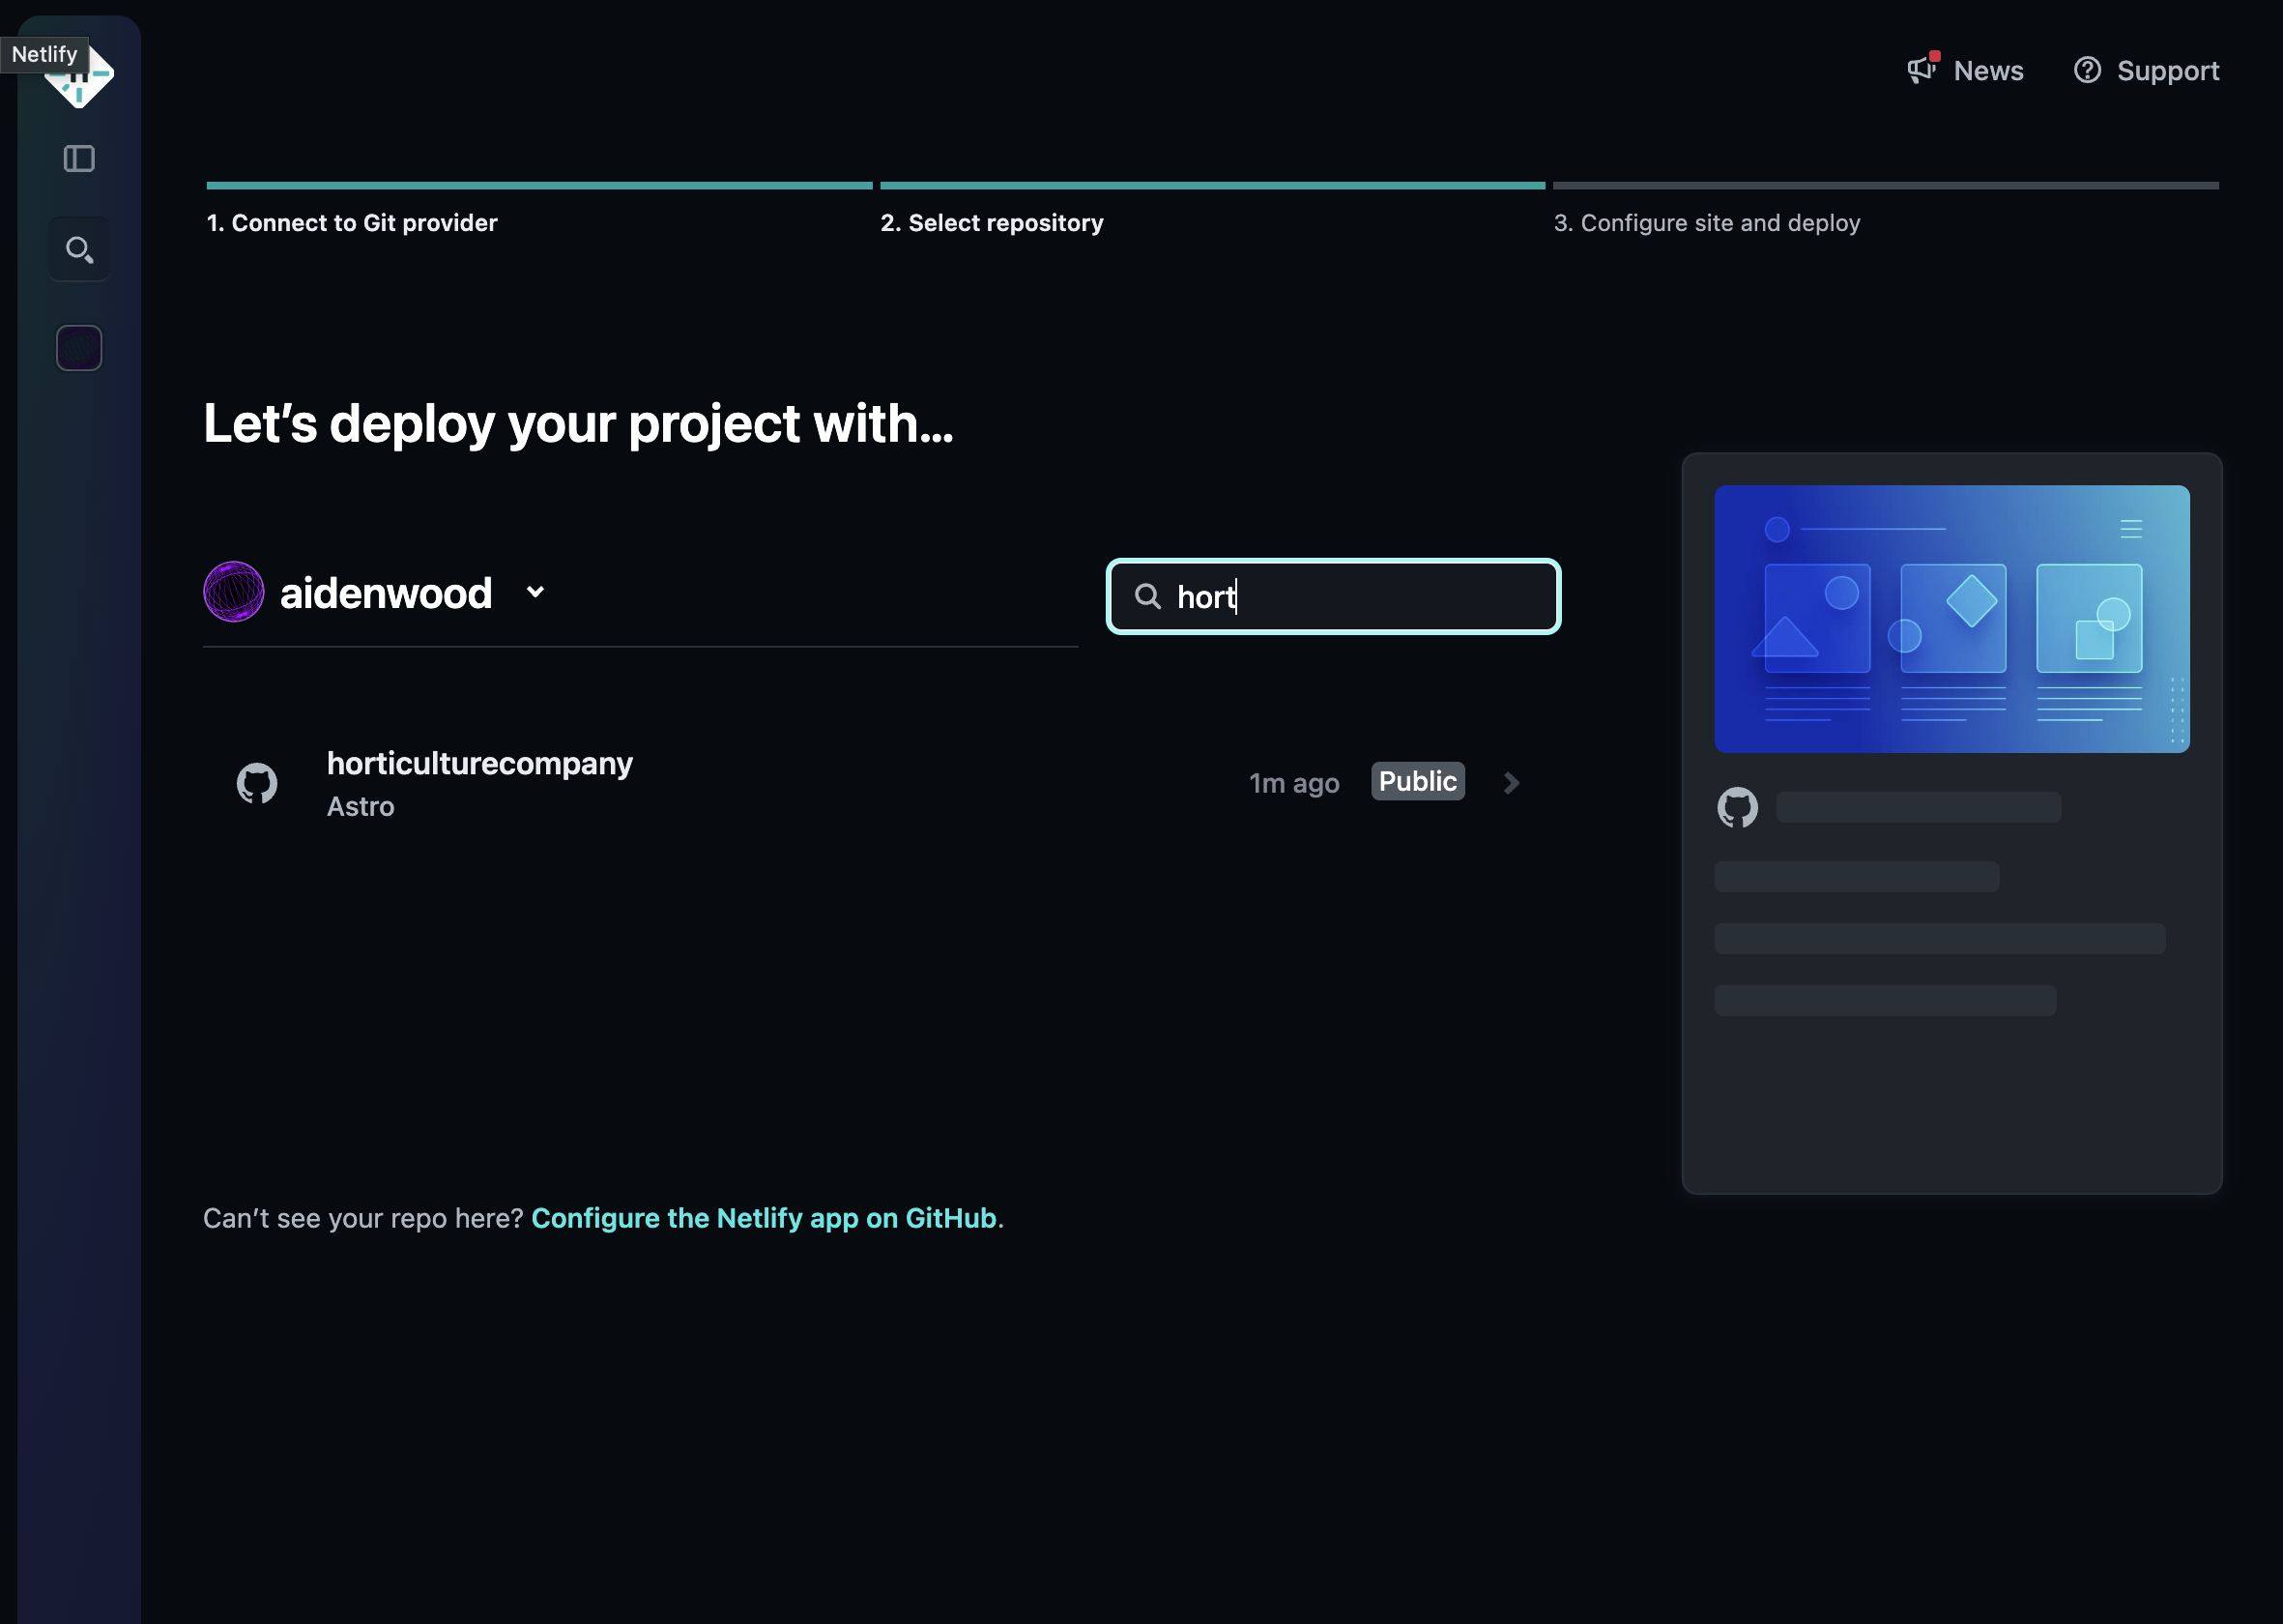 Netlify
News
Support
1. Connect to Git provider
2. Select repository
3. Configure site and deploy
Let’s deploy your project with…
aidenwood
hort
horticulturecompany
Astro
1m ago
Public
Can’t see your repo here? Configure the Netlify app on GitHub.